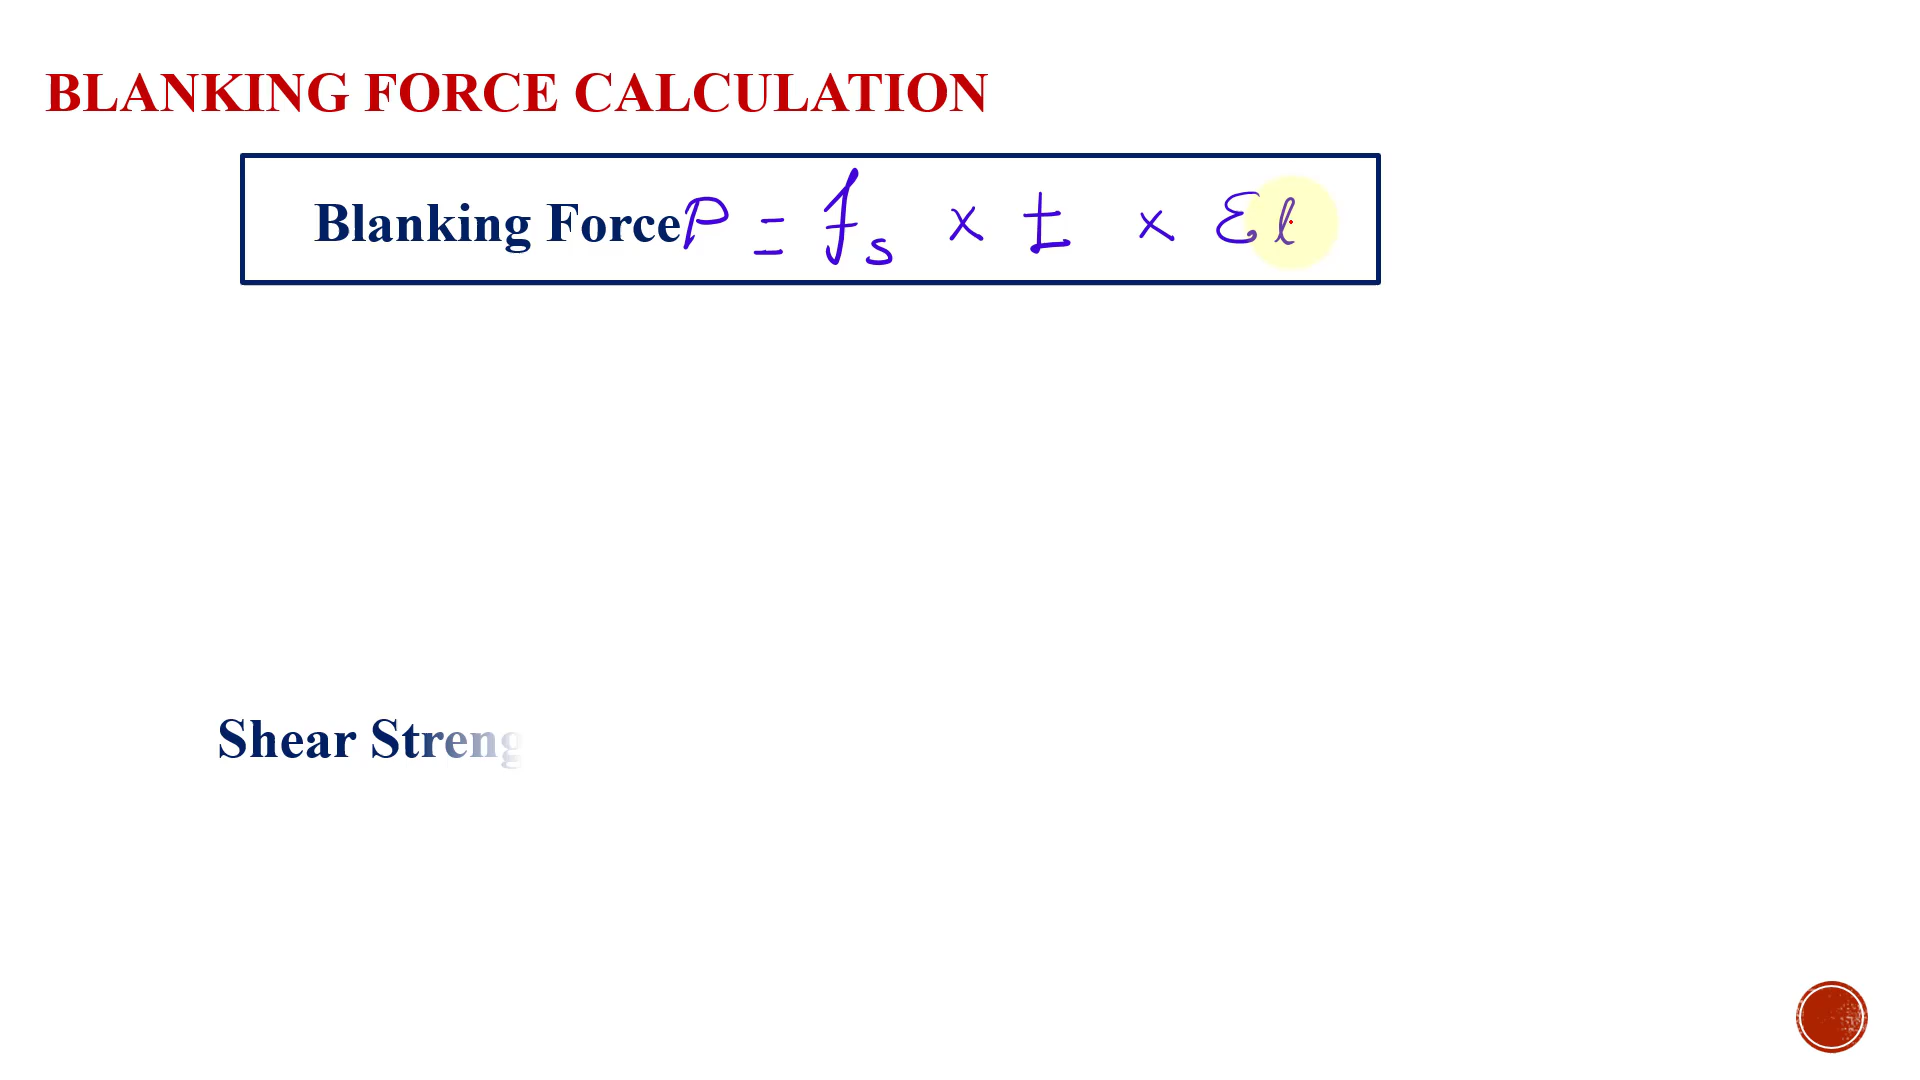 BLANKING FORCE CALCULATION
Blanking Force P = fs × t × Σl
Shear Streng